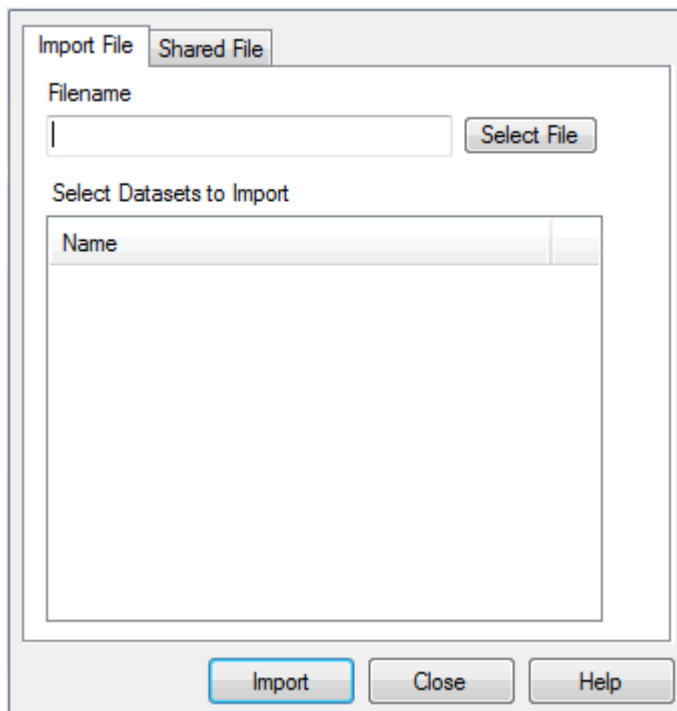 Import File Shared File
Filename
Select File
Select Datasets to Import
Name
Import Close Help